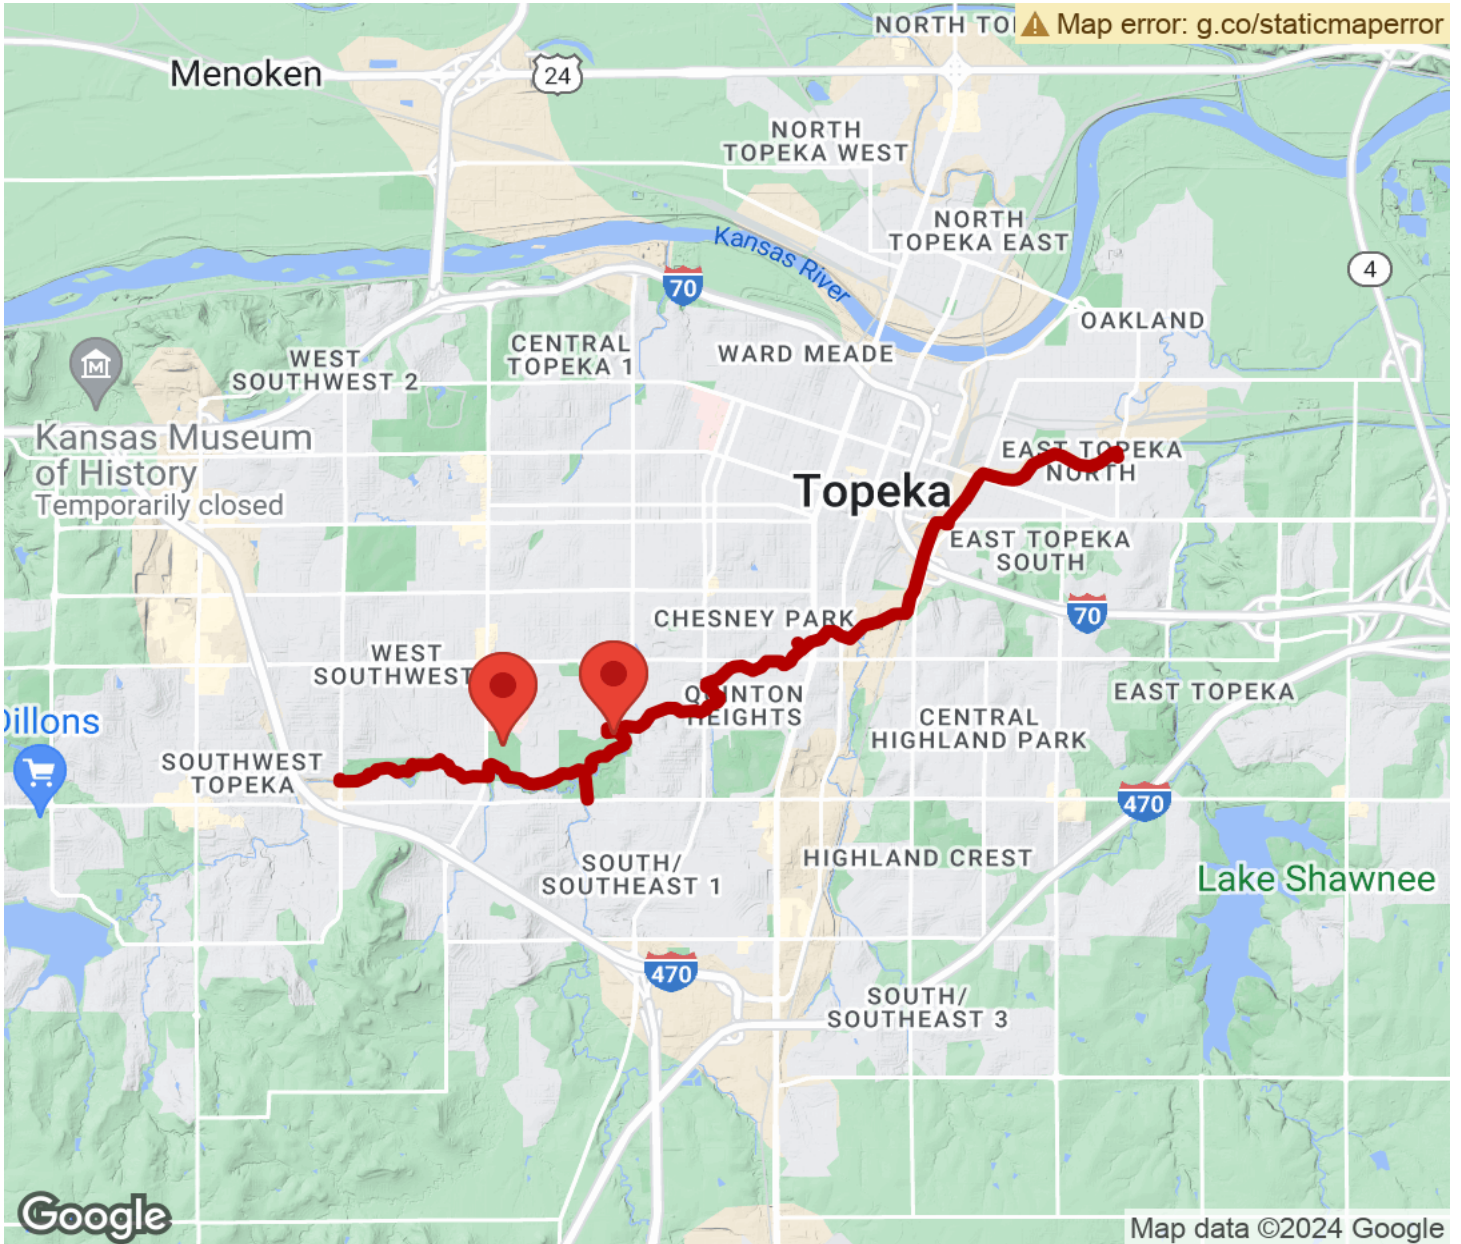 NORTH TO
Map error: g.co/staticmaperror
Menoken
24
NORTH
TOPEKA WEST
NORTH
TOPEKA EAST
Kansas River
4
70
OAKLAND
CENTRAL
TOPEKA 1
WARD MEADE
WEST
SOUTHWEST 2
Kansas Museum
of History
Temporarily closed
EAST TOPEKA
NORTH
Topeka
EAST TOPEKA
SOUTH
CHESNEY PARK
70
WEST
SOUTHWEST
QUINTON
HEIGHTS
EAST TOPEKA
Dillons
CENTRAL
HIGHLAND PARK
SOUTHWEST
TOPEKA
470
SOUTH/
SOUTHEAST 1
HIGHLAND CREST
Lake Shawnee
470
SOUTH/
SOUTHEAST 3
Google
Map data ©2024 Google